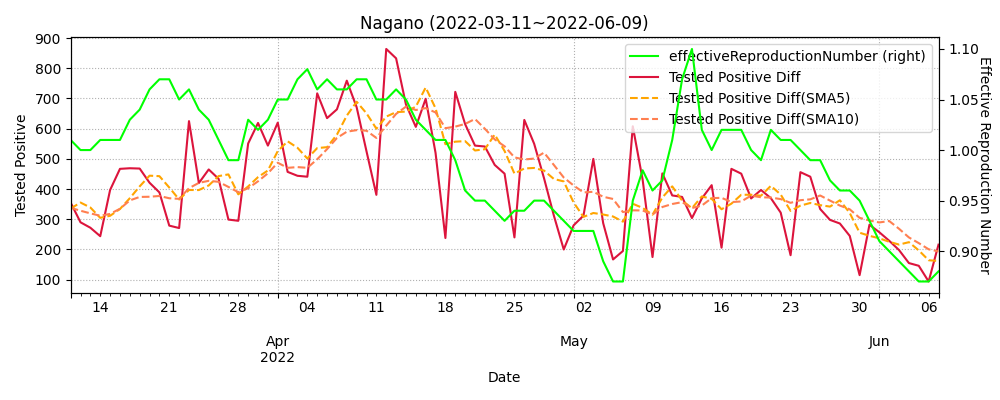 Nagano (2022-03-11~2022-06-09)
effectiveReproductionNumber (right)
Tested Positive Diff
Tested Positive Diff(SMA5)
Tested Positive Diff(SMA10)
Tested Positive
900
800
700
600
500
400
300
200
100
1.10
1.05
1.00
0.95
0.90
Effective Reproduction Number
14 21 28 04 11 18 25 02 09 16 23 30 06
Apr May Jun
2022
Date